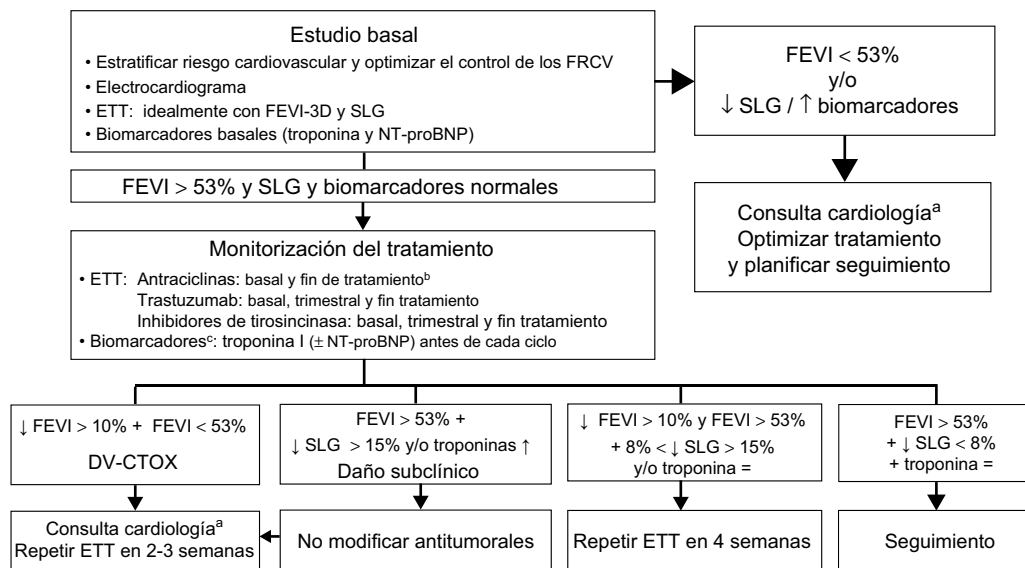 Estudio basal
• Estratificar riesgo cardiovascular y optimizar el control de los FRCV
• Electrocardiograma
• ETT: idealmente con FEVI-3D y SLG
• Biomarcadores basales (troponina y NT-proBNP)
FEVI < 53%
y/o
↓ SLG / ↑ biomarcadores
FEVI > 53% y SLG y biomarcadores normales
Consulta cardiologíaª
Optimizar tratamiento
y planificar seguimiento
Monitorización del tratamiento
• ETT: Antraciclinas: basal y fin de tratamientoᵇ
Trastuzumab: basal, trimestral y fin tratamiento
Inhibidores de tirosincinasa: basal, trimestral y fin tratamiento
• Biomarcadoresᶜ: troponina I (± NT-proBNP) antes de cada ciclo
↓ FEVI > 10% + FEVI < 53%
DV-CTOX
FEVI > 53% +
↓ SLG > 15% y/o troponinas ↑
Daño subclínico
↓ FEVI > 10% y FEVI > 53%
+ 8% < ↓ SLG > 15%
y/o troponina =
FEVI > 53%
+ ↓ SLG < 8%
+ troponina =
Consulta cardiologíaª
Repetir ETT en 2-3 semanas
No modificar antitumorales
Repetir ETT en 4 semanas
Seguimiento